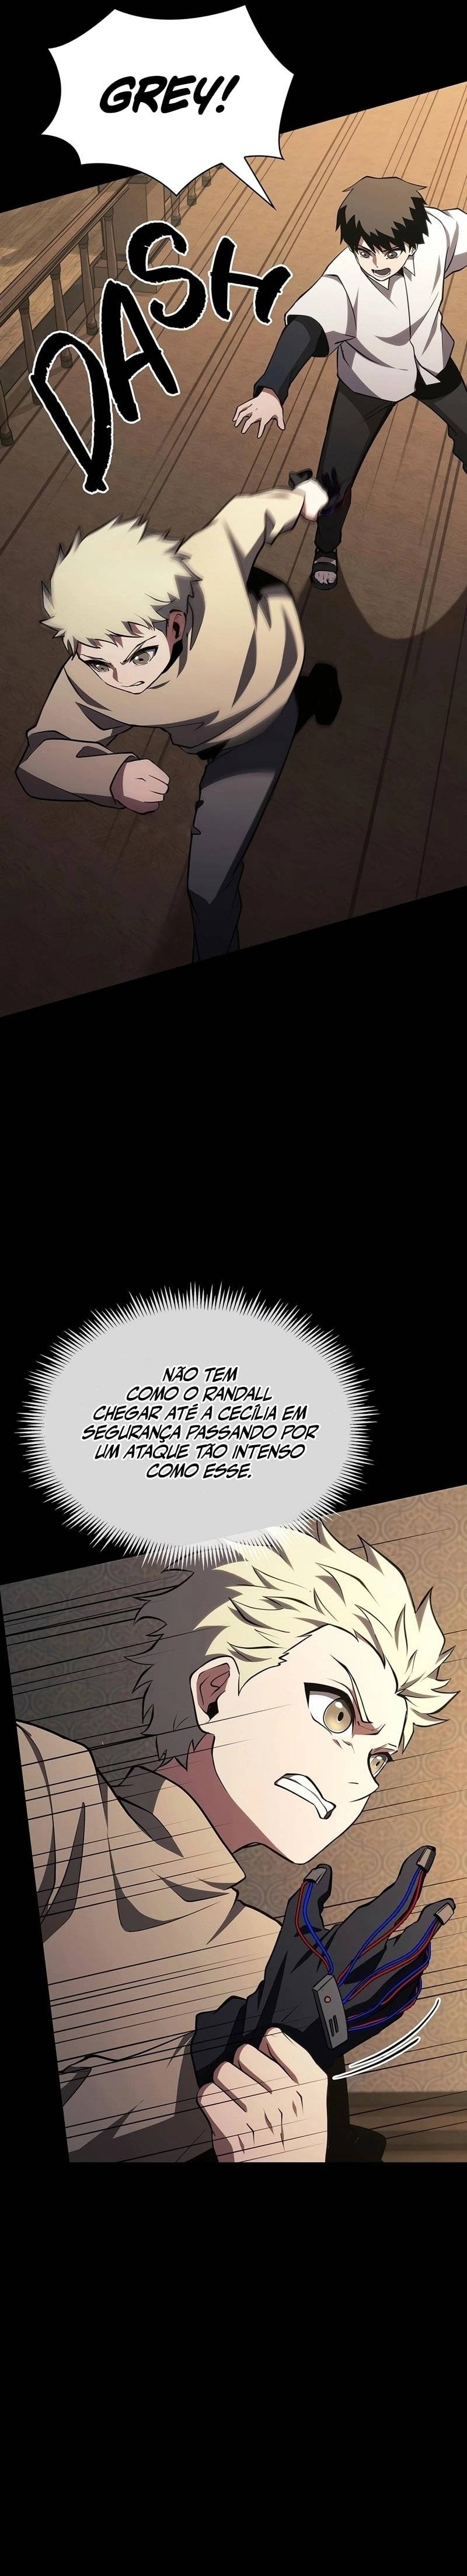 GREY!
DASH
NÃO TEM
COMO O RANDALL
CHEGAR ATÉ A CECÍLIA EM
SEGURANÇA PASSANDO POR
UM ATAQUE TÃO INTENSO
COMO ESSE.